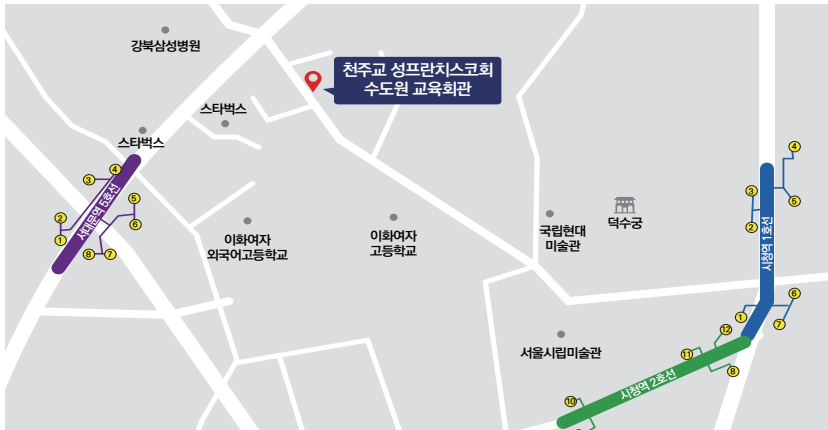 강북삼성병원
천주교 성프란치스코회
수도원 교육회관
스타벅스
스타벅스
4
3
서대문역 5호선
5
2
6
1
8
7
이화여자
외국어고등학교
이화여자
고등학교
국립현대
미술관
덕수궁
4
3
5
2
시청역 1호선
6
1
7
12
11
8
서울시립미술관
시청역 2호선
10